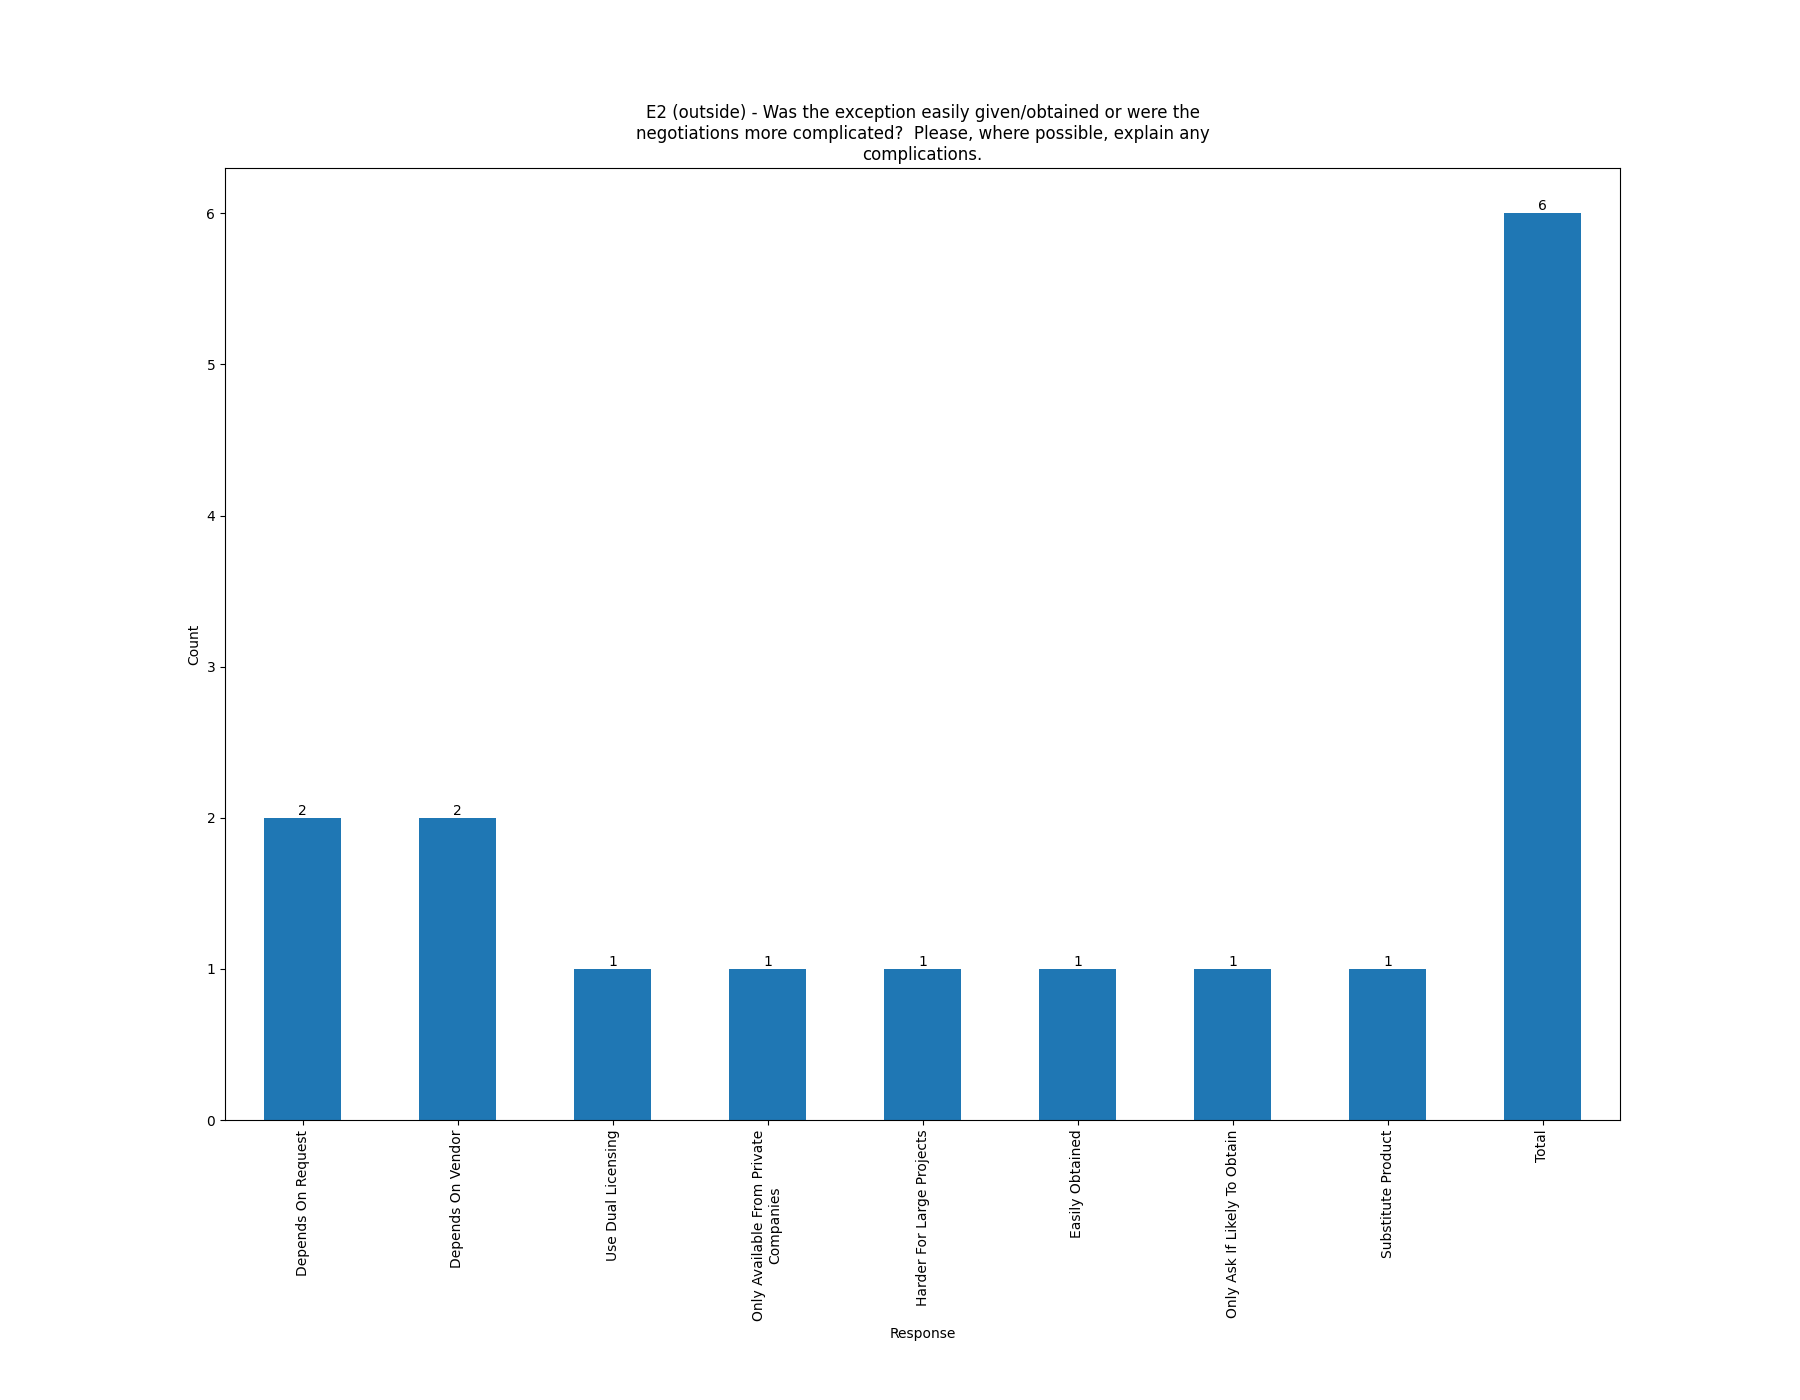 E2 (outside) - Was the exception easily given/obtained or were the
negotiations more complicated?  Please, where possible, explain any
complications.
6
5
4
3
2
1
0
Count
2
2
1
1
1
1
1
1
6
Depends On Request
Depends On Vendor
Use Dual Licensing
Only Available From Private
Companies
Harder For Large Projects
Easily Obtained
Only Ask If Likely To Obtain
Substitute Product
Total
Response